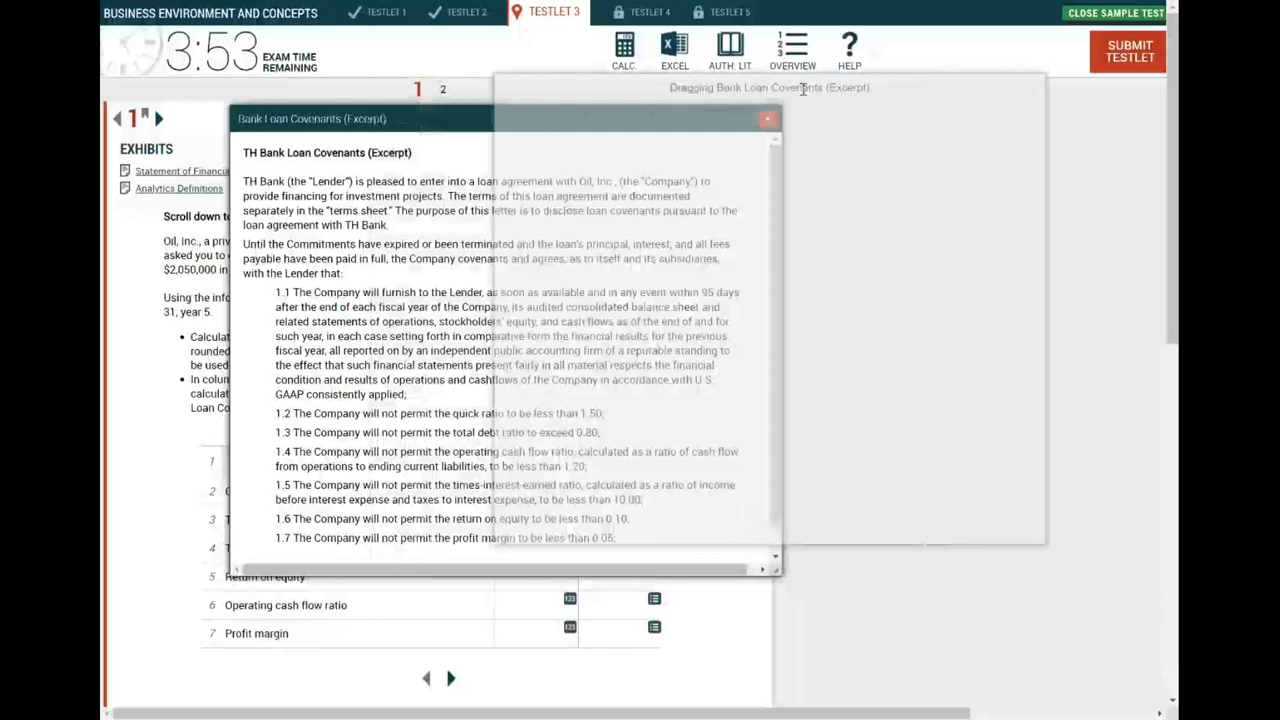 BUSINESS ENVIRONMENT AND CONCEPTS
TESTLET 1
TESTLET 2
TESTLET 3
TESTLET 4
TESTLET 5
CLOSE SAMPLE TEST
3:53
EXAM TIME
REMAINING
CALC.
EXCEL
AUTH. LIT.
1
2
3
OVERVIEW
?
HELP
SUBMIT
TESTLET
1 2
Dragging Bank Loan Covenants (Excerpt)
1
EXHIBITS
Statement of Financia
Analytics Definitions
Scroll down to
Oil, Inc., a priv
asked you to
$2,050,000 in
Using the info
31, year 5.
• Calculat
rounded
be used
• In colum
calculat
Loan Co
Bank Loan Covenants (Excerpt)
TH Bank Loan Covenants (Excerpt)
TH Bank (the "Lender") is pleased to enter into a loan agreement with Oil, Inc., (the "Company") to
provide financing for investment projects. The terms of this loan agreement are documented
separately in the "terms sheet." The purpose of this letter is to disclose loan covenants pursuant to the
loan agreement with TH Bank.
Until the Commitments have expired or been terminated and the loan's principal, interest, and all fees
payable have been paid in full, the Company covenants and agrees, as to itself and its subsidiaries,
with the Lender that:
1.1 The Company will furnish to the Lender, as soon as available and in any event within 95 days
after the end of each fiscal year of the Company, its audited consolidated balance sheet and
related statements of operations, stockholders' equity, and cash flows as of the end of and for
such year, in each case setting forth in comparative form the financial results for the previous
fiscal year, all reported on by an independent public accounting firm of a reputable standing to
the effect that such financial statements present fairly in all material respects the financial
condition and results of operations and cashflows of the Company in accordance with U.S.
GAAP consistently applied;
1.2 The Company will not permit the quick ratio to be less than 1.50;
1.3 The Company will not permit the total debt ratio to exceed 0.80;
1.4 The Company will not permit the operating cash flow ratio, calculated as a ratio of cash flow
from operations to ending current liabilities, to be less than 1.20;
1.5 The Company will not permit the times-interest-earned ratio, calculated as a ratio of income
before interest expense and taxes to interest expense, to be less than 10.00;
1.6 The Company will not permit the return on equity to be less than 0.10;
1.7 The Company will not permit the profit margin to be less than 0.05;
1
2
3 T
4 T
5 Return on equity
6 Operating cash flow ratio 123
7 Profit margin 123